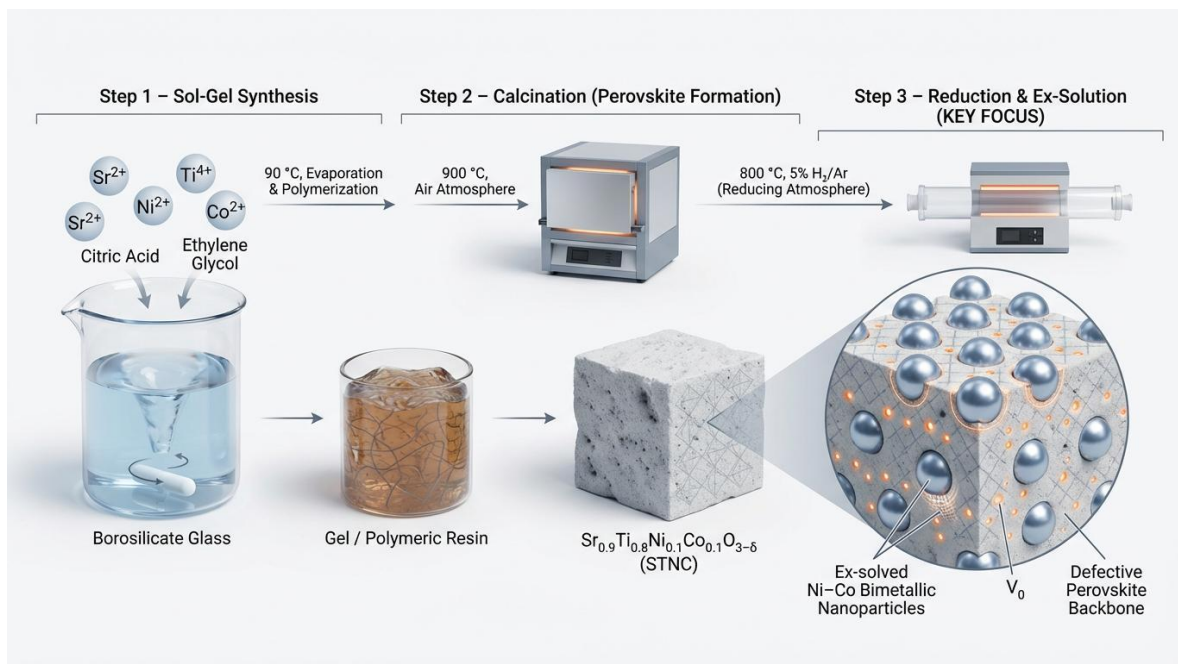 Step 1 – Sol-Gel Synthesis
Step 2 – Calcination (Perovskite Formation)
Step 3 – Reduction & Ex-Solution
(KEY FOCUS)
Sr²⁺
Ti⁴⁺
Ni²⁺
Sr²⁺
Co²⁺
Citric Acid
Ethylene
Glycol
90 °C, Evaporation
& Polymerization
900 °C,
Air Atmosphere
800 °C, 5% H₂/Ar
(Reducing Atmosphere)
Borosilicate Glass
Gel / Polymeric Resin
Sr₀.₉Ti₀.₈Ni₀.₁Co₀.₁O₃₋δ
(STNC)
Ex-solved
Ni–Co Bimetallic
Nanoparticles
V₀
Defective
Perovskite
Backbone